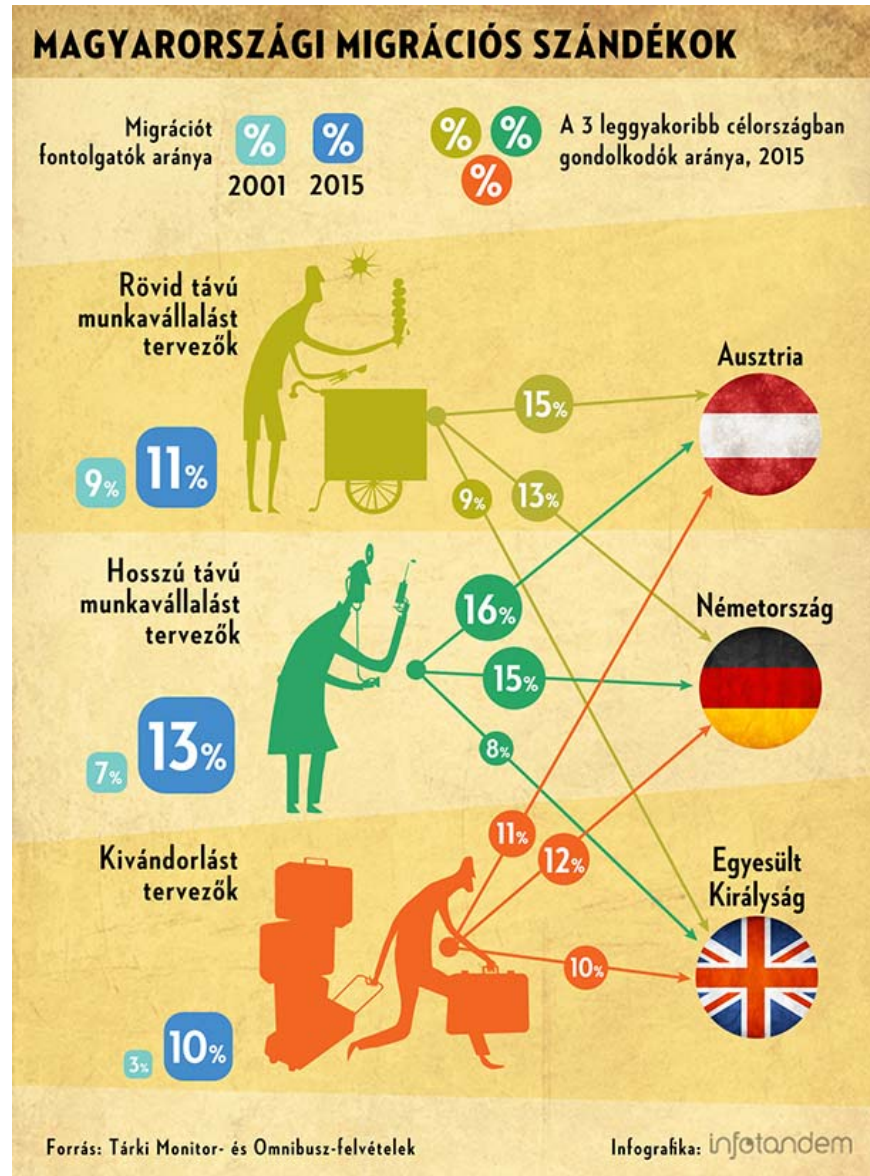 MAGYARORSZÁGI MIGRÁCIÓS SZÁNDÉKOK
Migrációt
fontolgatók aránya
%
2001
%
2015
%
%
%
A 3 leggyakoribb célországban
gondolkodók aránya, 2015
Rövid távú
munkavállalást
tervezők
9%
11%
15%
13%
9%
Ausztria
Hosszú távú
munkavállalást
tervezők
7%
13%
16%
15%
8%
Németország
Kivándorlást
tervezők
3%
10%
11%
12%
10%
Egyesült
Királyság
Forrás: Tárki Monitor- és Omnibusz-felvételek
Infografika: infotandem